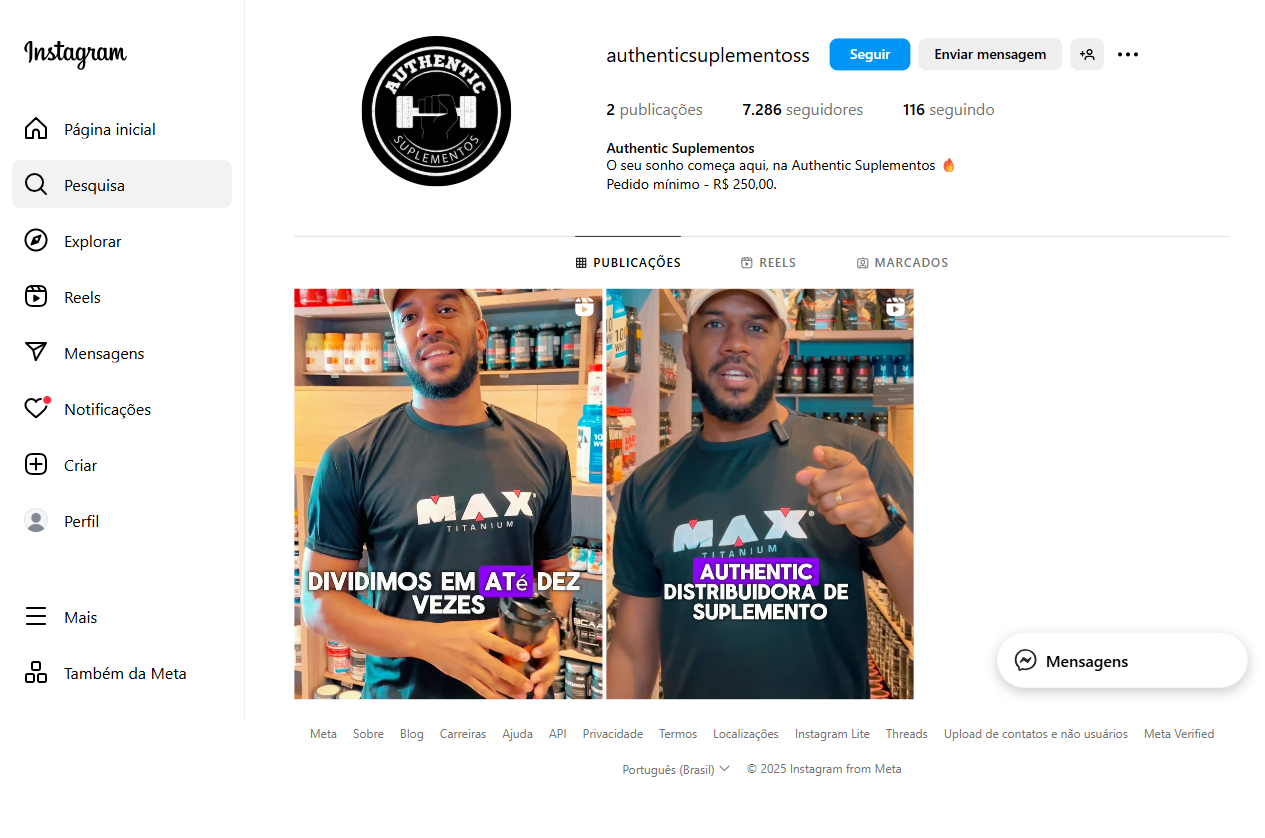 Instagram
Página inicial
Pesquisa
Explorar
Reels
Mensagens
Notificações
Criar
Perfil
Mais
Também da Meta
AUTHENTIC
SUPLEMENTOS
authenticsuplementoss Seguir Enviar mensagem
2 publicações 7.286 seguidores 116 seguindo
Authentic Suplementos
O seu sonho começa aqui, na Authentic Suplementos 🔥
Pedido mínimo - R$ 250,00.
PUBLICAÇÕES REELS MARCADOS
MAX
TITANIUM
DIVIDIMOS EM ATé DEZ
VEZES
BCAA
MAX
TITANIUM
AUTHENTIC
DISTRIBUIDORA DE
SUPLEMENTO
Mensagens
Meta Sobre Blog Carreiras Ajuda API Privacidade Termos Localizações Instagram Lite Threads Upload de contatos e não usuários Meta Verified
Português (Brasil) © 2025 Instagram from Meta